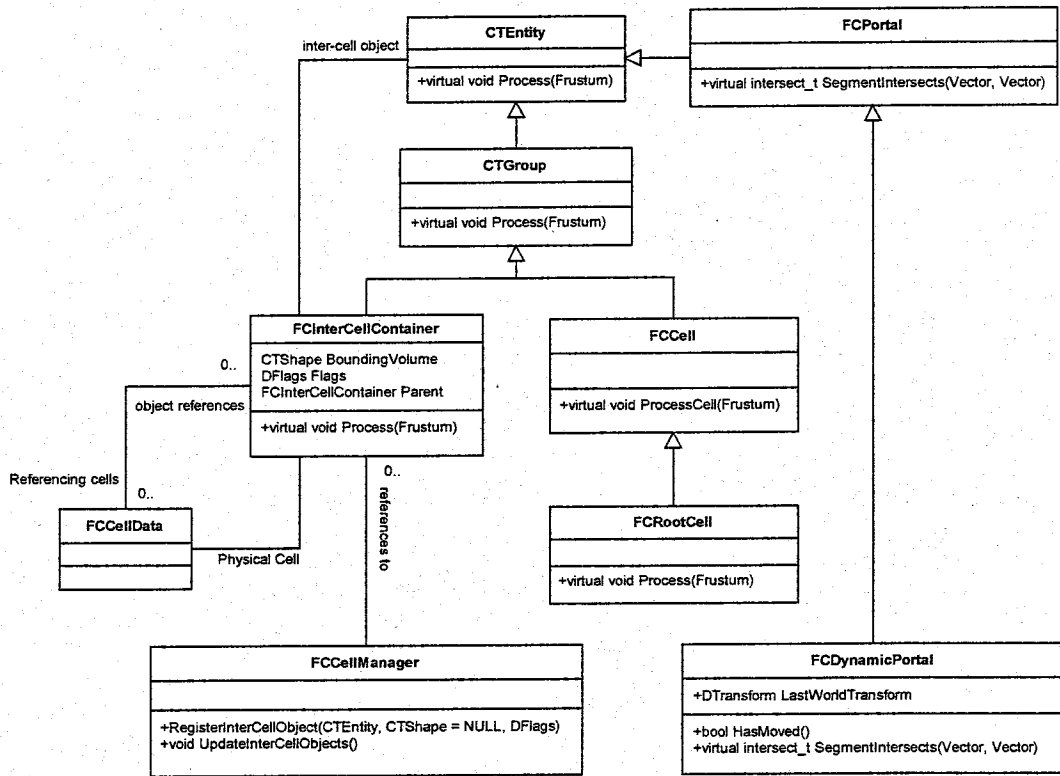 CTEntity
+virtual void Process(Frustum)
FCPortal
+virtual intersect_t SegmentIntersects(Vector, Vector)
inter-cell object
CTGroup
+virtual void Process(Frustum)
FCInterCellContainer
CTShape BoundingVolume
DFlags Flags
FCInterCellContainer Parent
+virtual void Process(Frustum)
FCCell
+virtual void ProcessCell(Frustum)
0..
object references
Referencing cells
0..
FCCellData
Physical Cell
0..
references to
FCRootCell
+virtual void Process(Frustum)
FCCellManager
+RegisterInterCellObject(CTEntity, CTShape = NULL, DFlags)
+void UpdateInterCellObjects()
FCDynamicPortal
+DTransform LastWorldTransform
+bool HasMoved()
+virtual intersect_t SegmentIntersects(Vector, Vector)